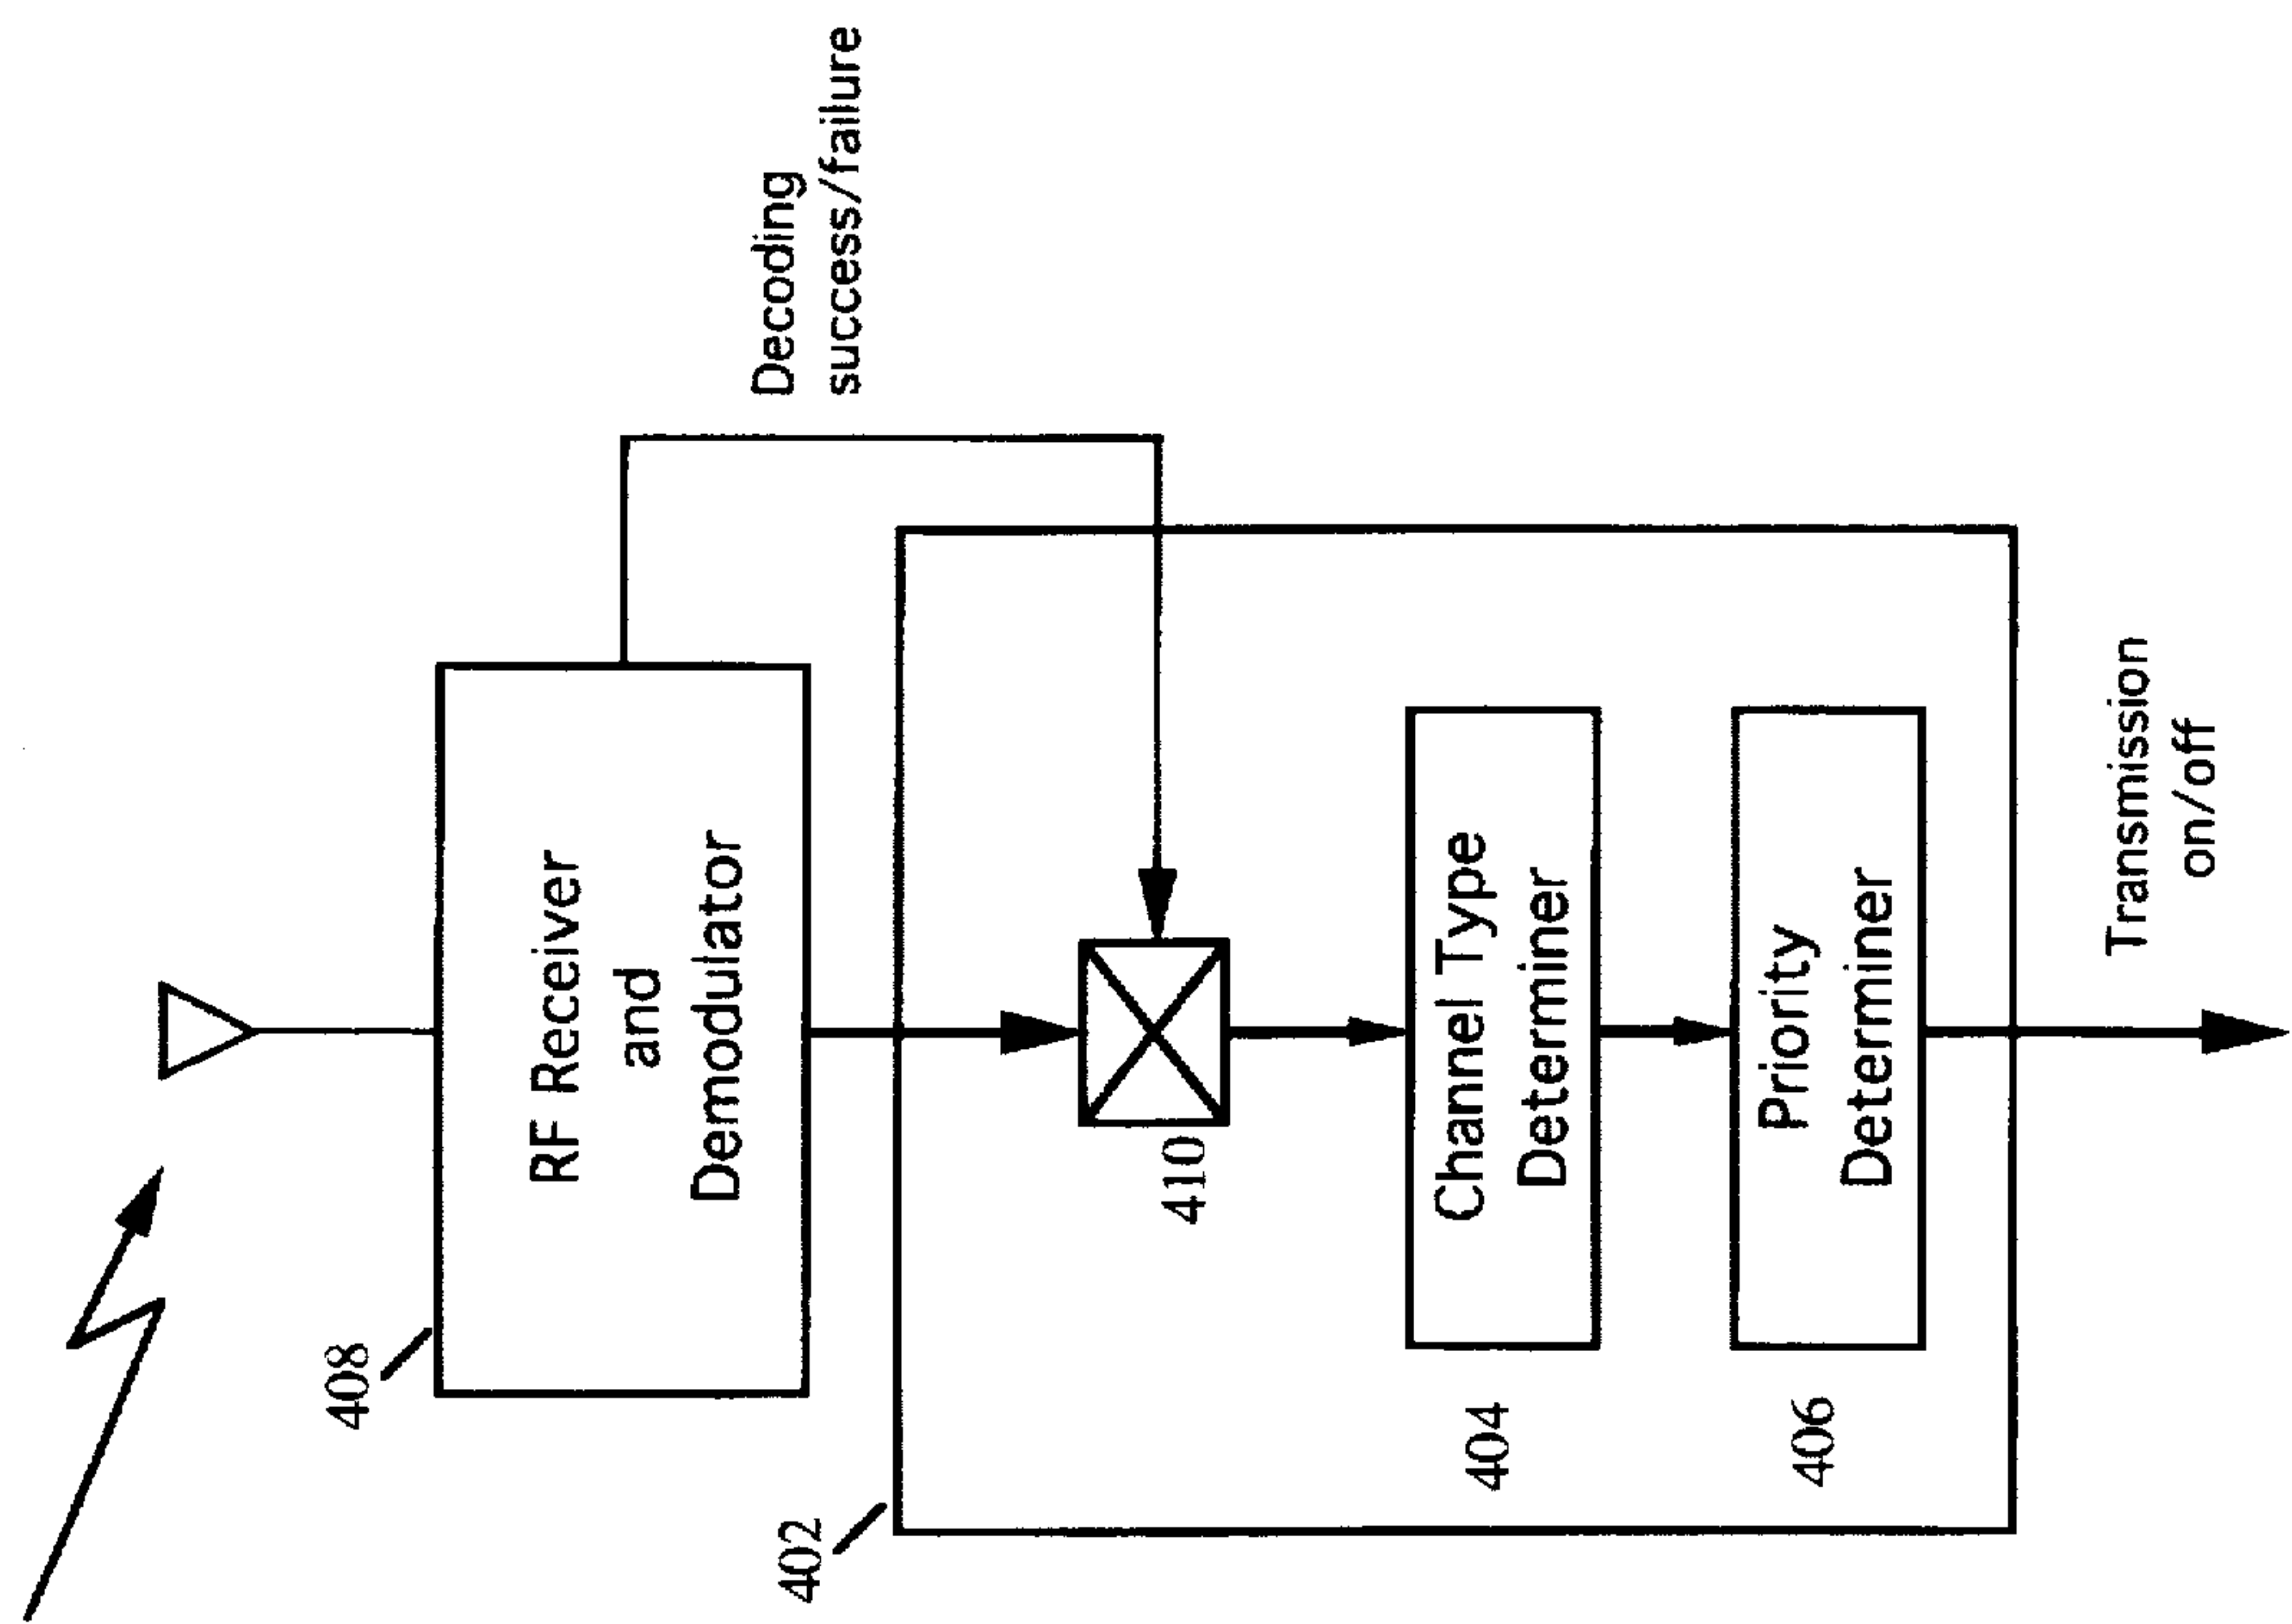 408
RF Receiver
and
Demodulator
Decoding
success/failure
402
410
404
Channel Type
Determiner
406
Priority
Determiner
Transmission
on/off